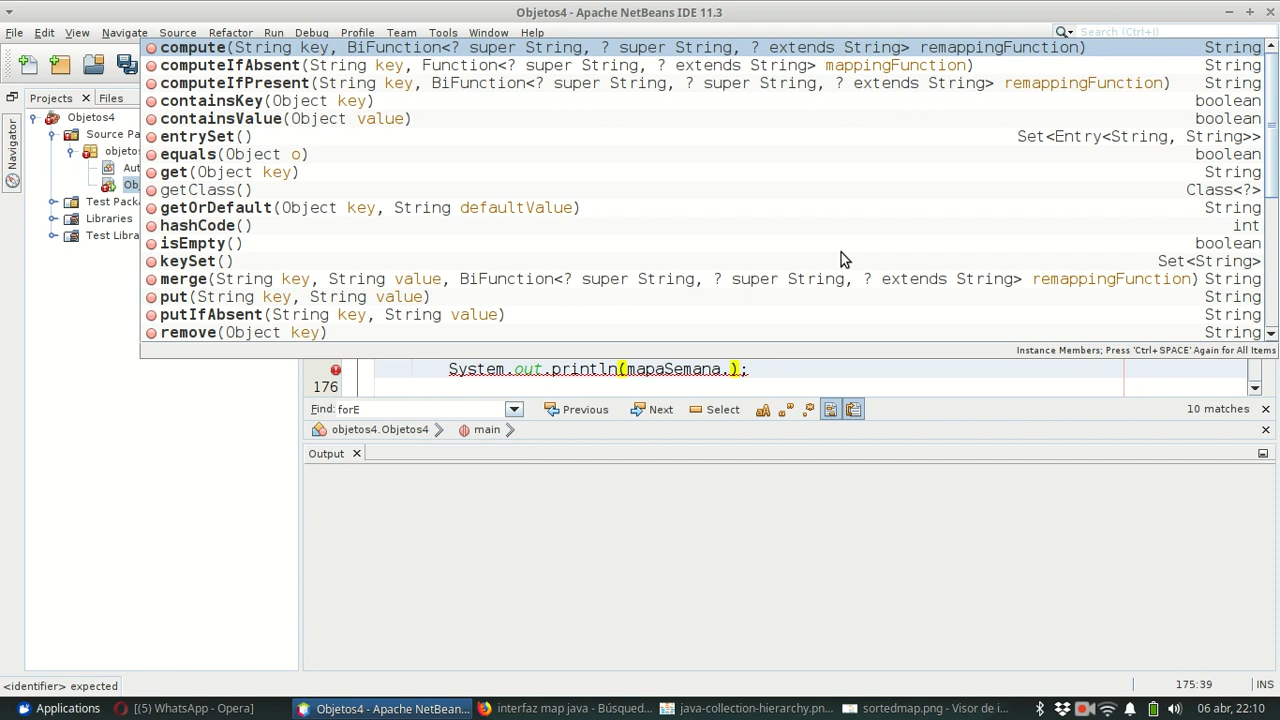 Objetos4 - Apache NetBeans IDE 11.3
File Edit View Navigate Source Refactor Run Debug Profile Team Tools Window Help Search (Ctrl+I)
Projects Files
Navigator
Objetos4
Source Pa
objetos
Aut
Ob
Test Pack
Libraries
Test Libra
compute(String key, BiFunction<? super String, ? super String, ? extends String> remappingFunction) String
computeIfAbsent(String key, Function<? super String, ? extends String> mappingFunction) String
computeIfPresent(String key, BiFunction<? super String, ? super String, ? extends String> remappingFunction) String
containsKey(Object key) boolean
containsValue(Object value) boolean
entrySet() Set<Entry<String, String>>
equals(Object o) boolean
get(Object key) String
getClass() Class<?>
getOrDefault(Object key, String defaultValue) String
hashCode() int
isEmpty() boolean
keySet() Set<String>
merge(String key, String value, BiFunction<? super String, ? super String, ? extends String> remappingFunction) String
put(String key, String value) String
putIfAbsent(String key, String value) String
remove(Object key) String
Instance Members; Press 'Ctrl+SPACE' Again for All Items
System.out.println(mapaSemana.);
176
Find: forE Previous Next Select aA 10 matches
objetos4.Objetos4 main
Output
<identifier> expected 175:39 INS
Applications [(5) WhatsApp - Opera] Objetos4 - Apache NetBean... interfaz map java - Búsqued... java-collection-hierarchy.pn... sortedmap.png - Visor de i... 06 abr, 22:10